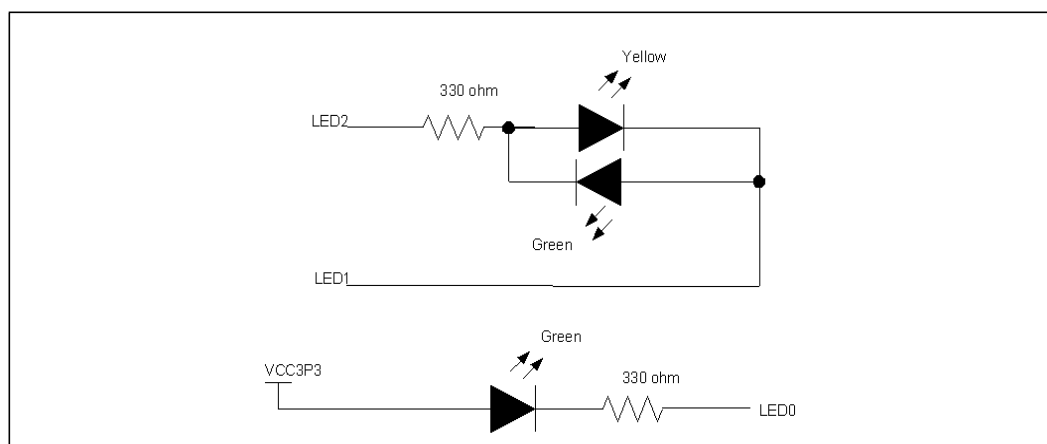 Yellow
330 ohm
LED2
Green
LED1
Green
VCC3P3
330 ohm
LED0